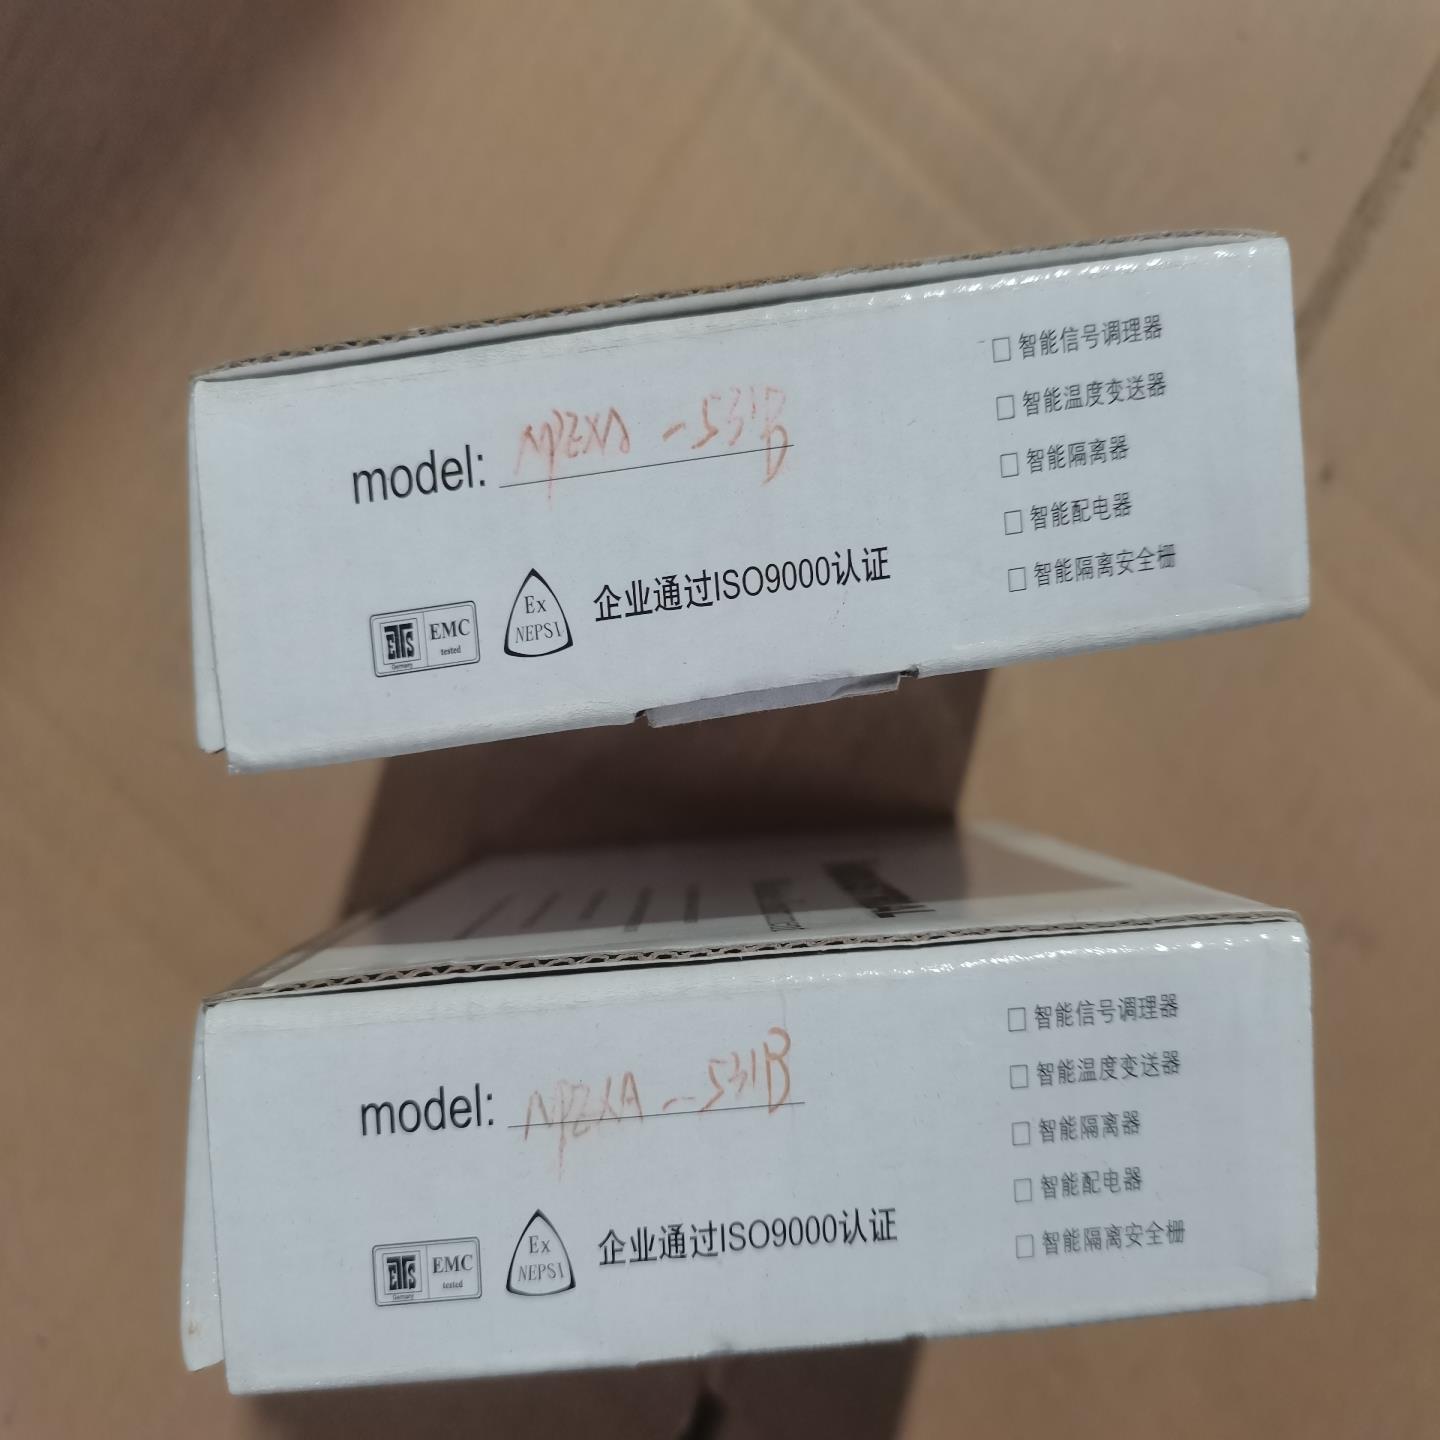 model: NPEXA-531B
ETS
Germany
EMC
tested
Ex
NEPSI
企业通过ISO9000认证
智能信号调理器
智能温度变送器
智能隔离器
智能配电器
智能隔离安全栅
model: NPEXA-531B
ETS
Germany
EMC
tested
Ex
NEPSI
企业通过ISO9000认证
智能信号调理器
智能温度变送器
智能隔离器
智能配电器
智能隔离安全栅